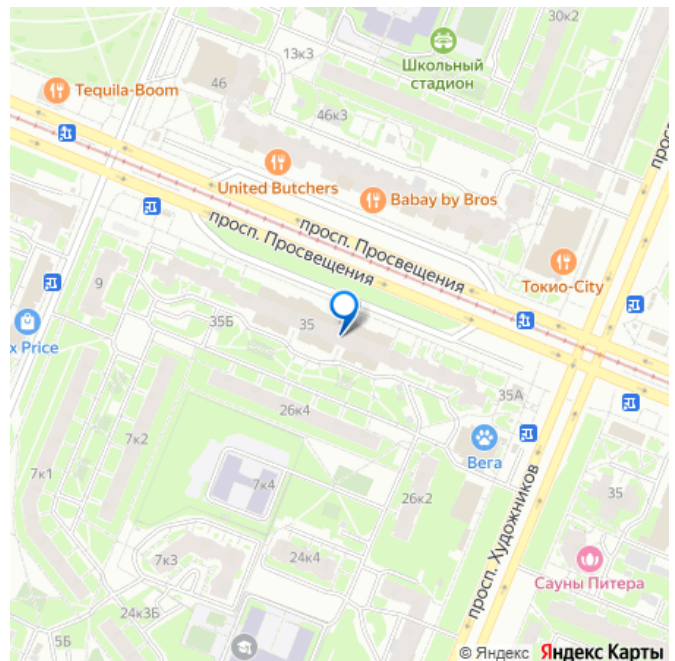 30к2
13к3
Школьный
стадион
46
Tequila-Boom
46к3
прос
United Butchers
Babay by Bros
просп. Просвещения
просп. Просвещения
Токио-City
9
35Б
35
x Price
35А
26к4
7к2
Вега
7к1
7к4
26к2
35
просп. Художников
7к3
24к4
Сауны Питера
24к3Б
5Б
© Яндекс Яндекс Карты